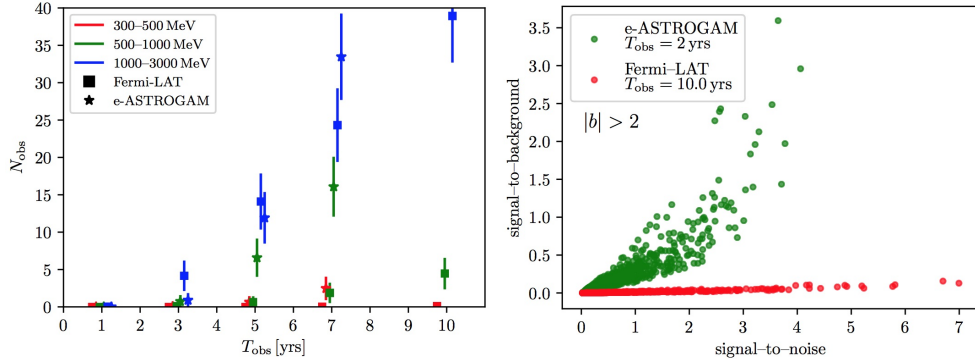 40
35
30
25
20
15
10
5
0
N_obs
300–500 MeV
500–1000 MeV
1000–3000 MeV
Fermi-LAT
e-ASTROGAM
0 1 2 3 4 5 6 7 8 9 10
T_obs [yrs]
3.5
3.0
2.5
2.0
1.5
1.0
0.5
0.0
signal–to–background
e-ASTROGAM
T_obs = 2 yrs
Fermi–LAT
T_obs = 10.0 yrs
|b| > 2
0 1 2 3 4 5 6 7
signal–to–noise